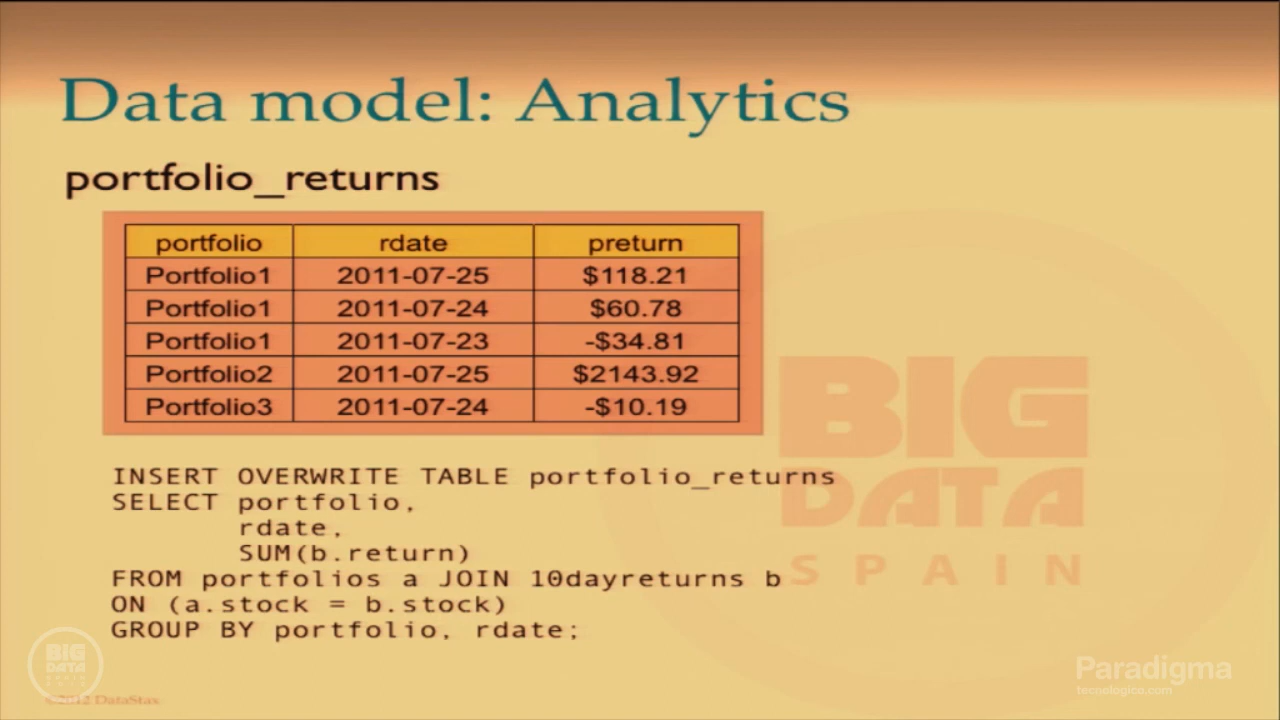 Data model: Analytics
portfolio_returns
portfolio rdate preturn
Portfolio1 2011-07-25 $118.21
Portfolio1 2011-07-24 $60.78
Portfolio1 2011-07-23 -$34.81
Portfolio2 2011-07-25 $2143.92
Portfolio3 2011-07-24 -$10.19
INSERT OVERWRITE TABLE portfolio_returns
SELECT portfolio,
rdate,
SUM(b.return)
FROM portfolios a JOIN 10dayreturns b
ON (a.stock = b.stock)
GROUP BY portfolio, rdate;
BIG
DATA
SPAIN
BIG
DATA
SPAIN
©2012 DataStax
Paradigma
tecnologico.com